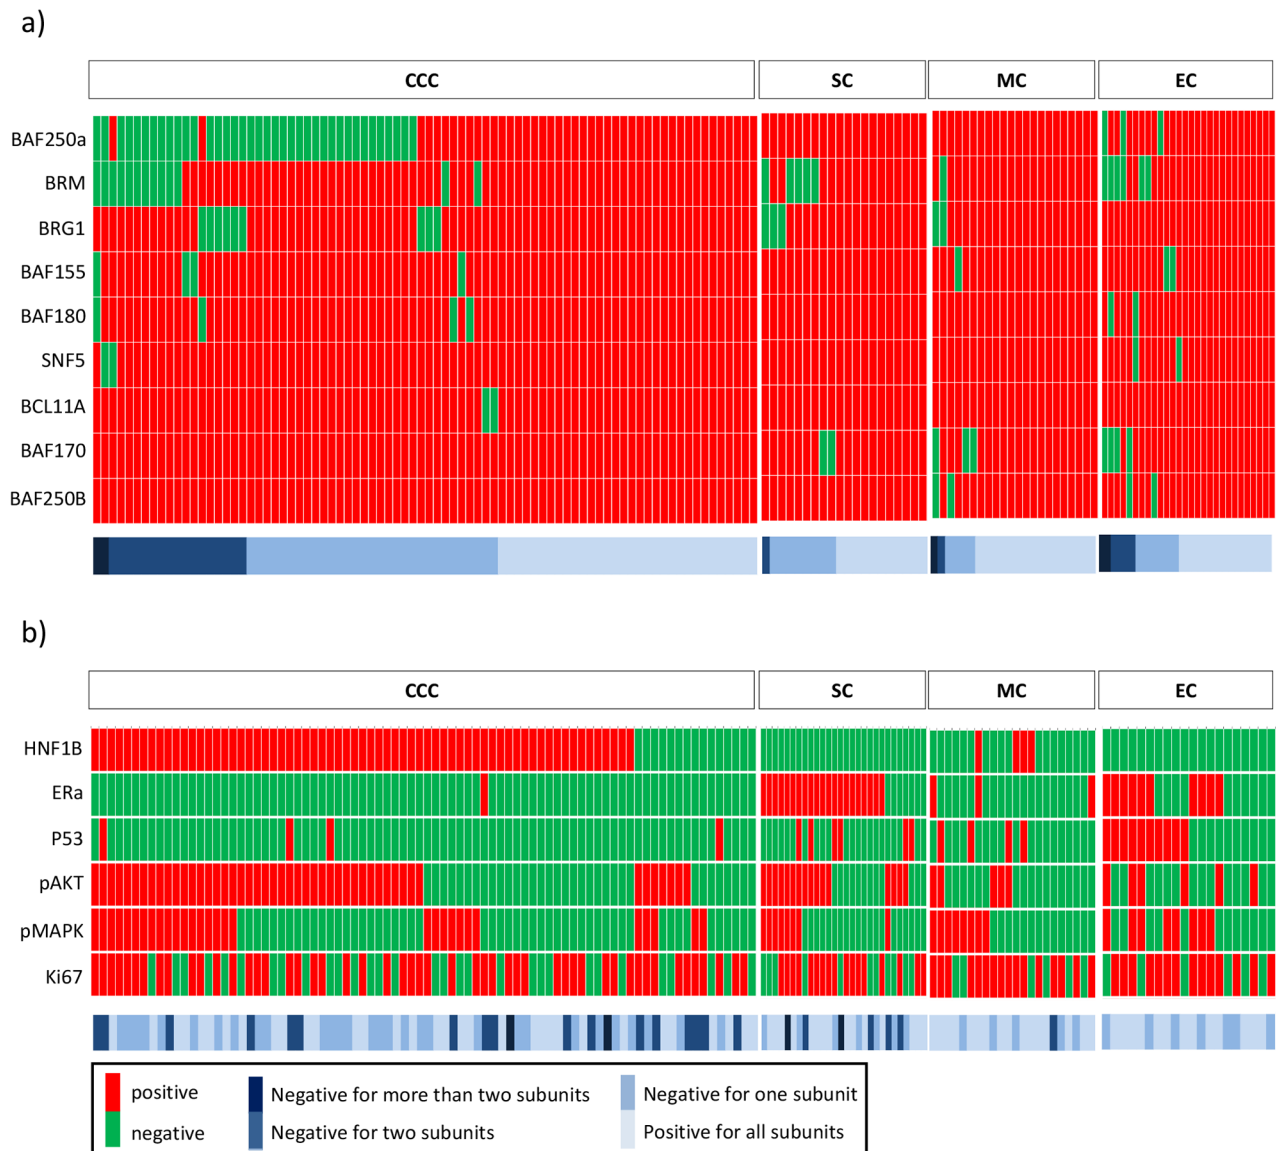 a)
CCC SC MC EC
BAF250a
BRM
BRG1
BAF155
BAF180
SNF5
BCL11A
BAF170
BAF250B
b)
CCC SC MC EC
HNF1B
ERa
P53
pAKT
pMAPK
Ki67
positive Negative for more than two subunits Negative for one subunit
negative Negative for two subunits Positive for all subunits